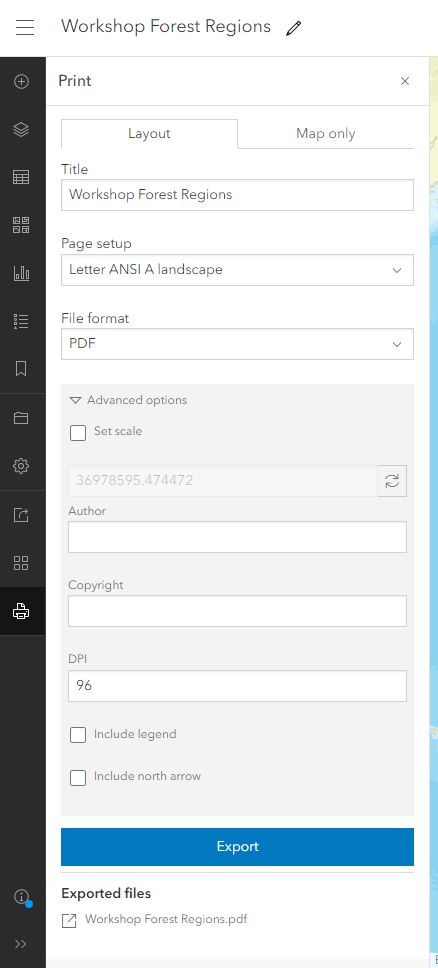 Workshop Forest Regions
Print
Layout
Map only
Title
Workshop Forest Regions
Page setup
Letter ANSI A landscape
File format
PDF
Advanced options
Set scale
36978595.474472
Author
Copyright
DPI
96
Include legend
Include north arrow
Export
Exported files
Workshop Forest Regions.pdf